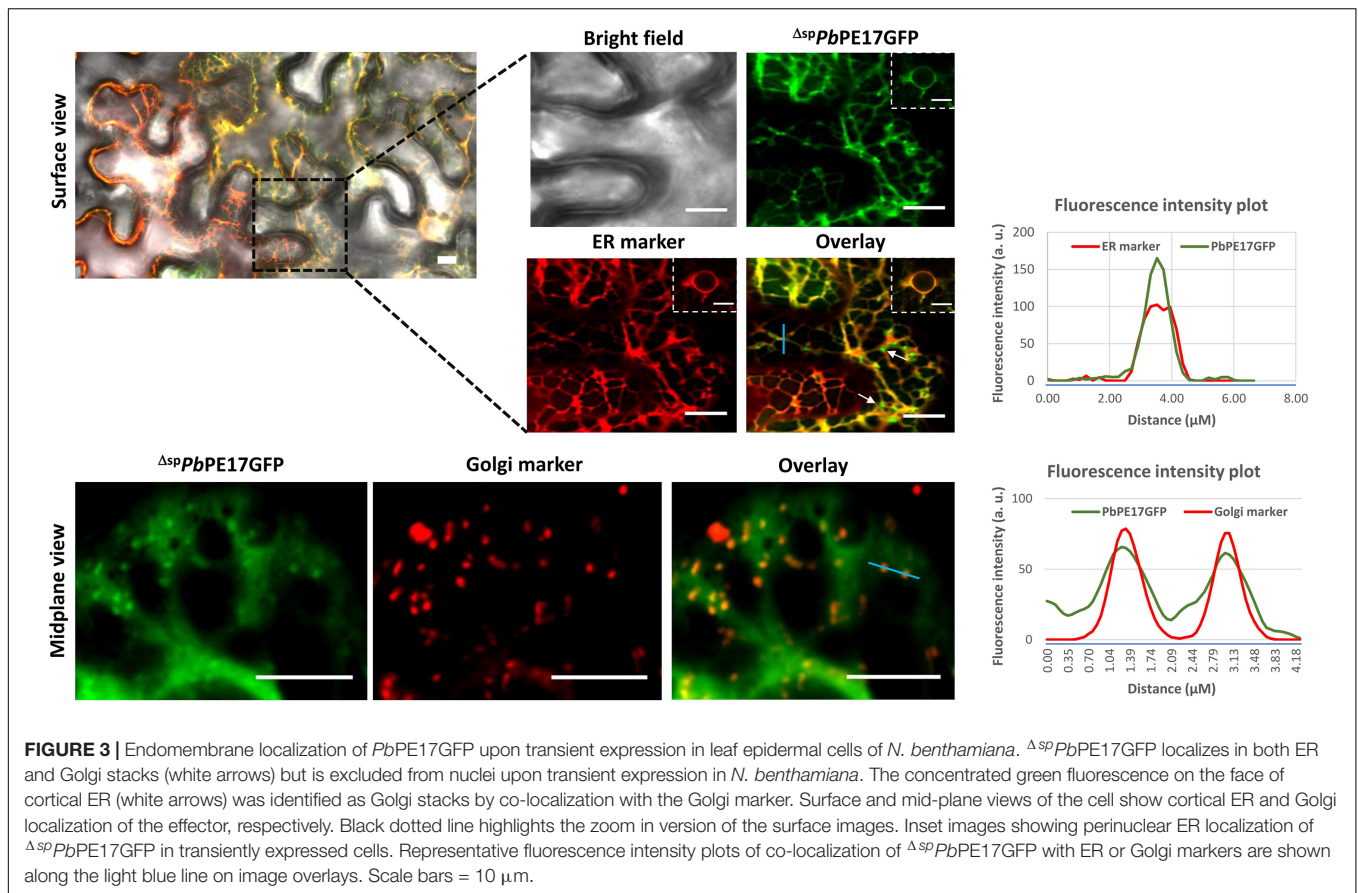 Surface view
Bright field
ΔspPbPE17GFP
ER marker
Overlay
Fluorescence intensity plot
ER marker PbPE17GFP
Fluorescence intensity (a. u.)
200
150
100
50
0
0.00 2.00 4.00 6.00 8.00
Distance (µM)
Midplane view
ΔspPbPE17GFP
Golgi marker
Overlay
Fluorescence intensity plot
PbPE17GFP Golgi marker
Fluorescence intensity (a. u.)
100
50
0
0.00 0.35 0.70 1.04 1.39 1.74 2.09 2.44 2.79 3.13 3.48 3.83 4.18
Distance (µM)
FIGURE 3 | Endomembrane localization of PbPE17GFP upon transient expression in leaf epidermal cells of N. benthamiana. ΔspPbPE17GFP localizes in both ER
and Golgi stacks (white arrows) but is excluded from nuclei upon transient expression in N. benthamiana. The concentrated green fluorescence on the face of
cortical ER (white arrows) was identified as Golgi stacks by co-localization with the Golgi marker. Surface and mid-plane views of the cell show cortical ER and Golgi
localization of the effector, respectively. Black dotted line highlights the zoom in version of the surface images. Inset images showing perinuclear ER localization of
ΔspPbPE17GFP in transiently expressed cells. Representative fluorescence intensity plots of co-localization of ΔspPbPE17GFP with ER or Golgi markers are shown
along the light blue line on image overlays. Scale bars = 10 µm.